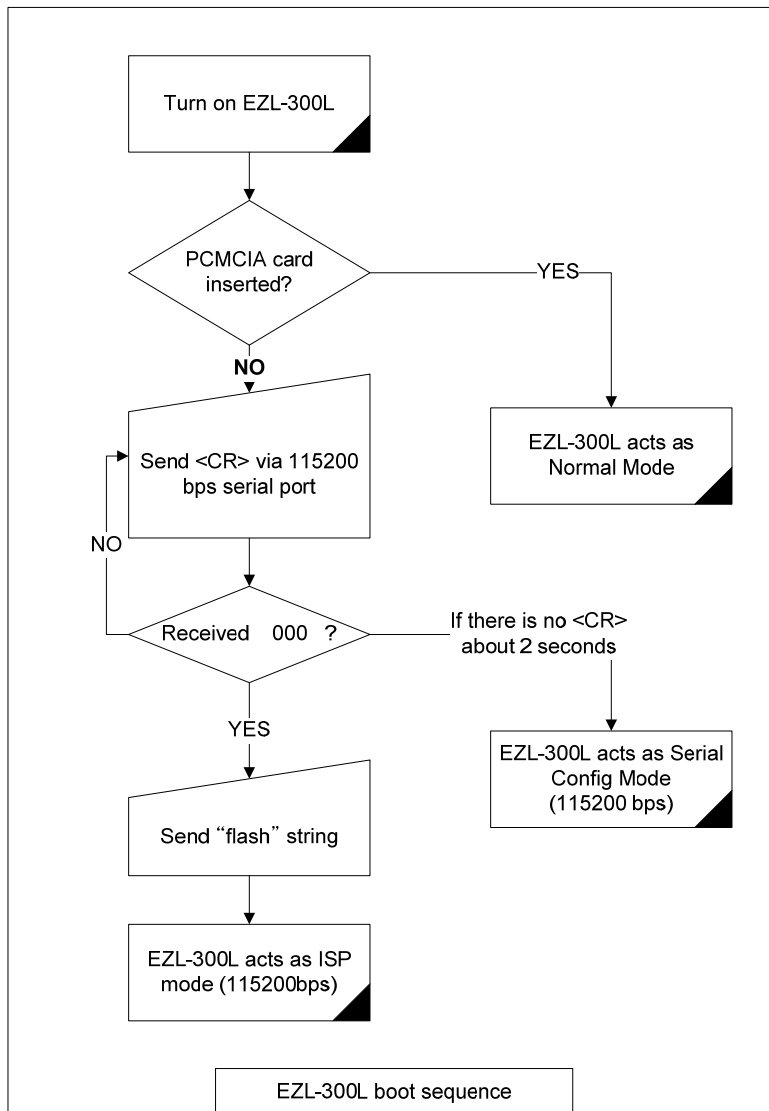 Turn on EZL-300L
PCMCIA card
inserted?
YES
NO
EZL-300L acts as
Normal Mode
Send <CR> via 115200
bps serial port
NO
Received 000 ?
If there is no <CR>
about 2 seconds
YES
EZL-300L acts as Serial
Config Mode
(115200 bps)
Send “flash” string
EZL-300L acts as ISP
mode (115200bps)
EZL-300L boot sequence